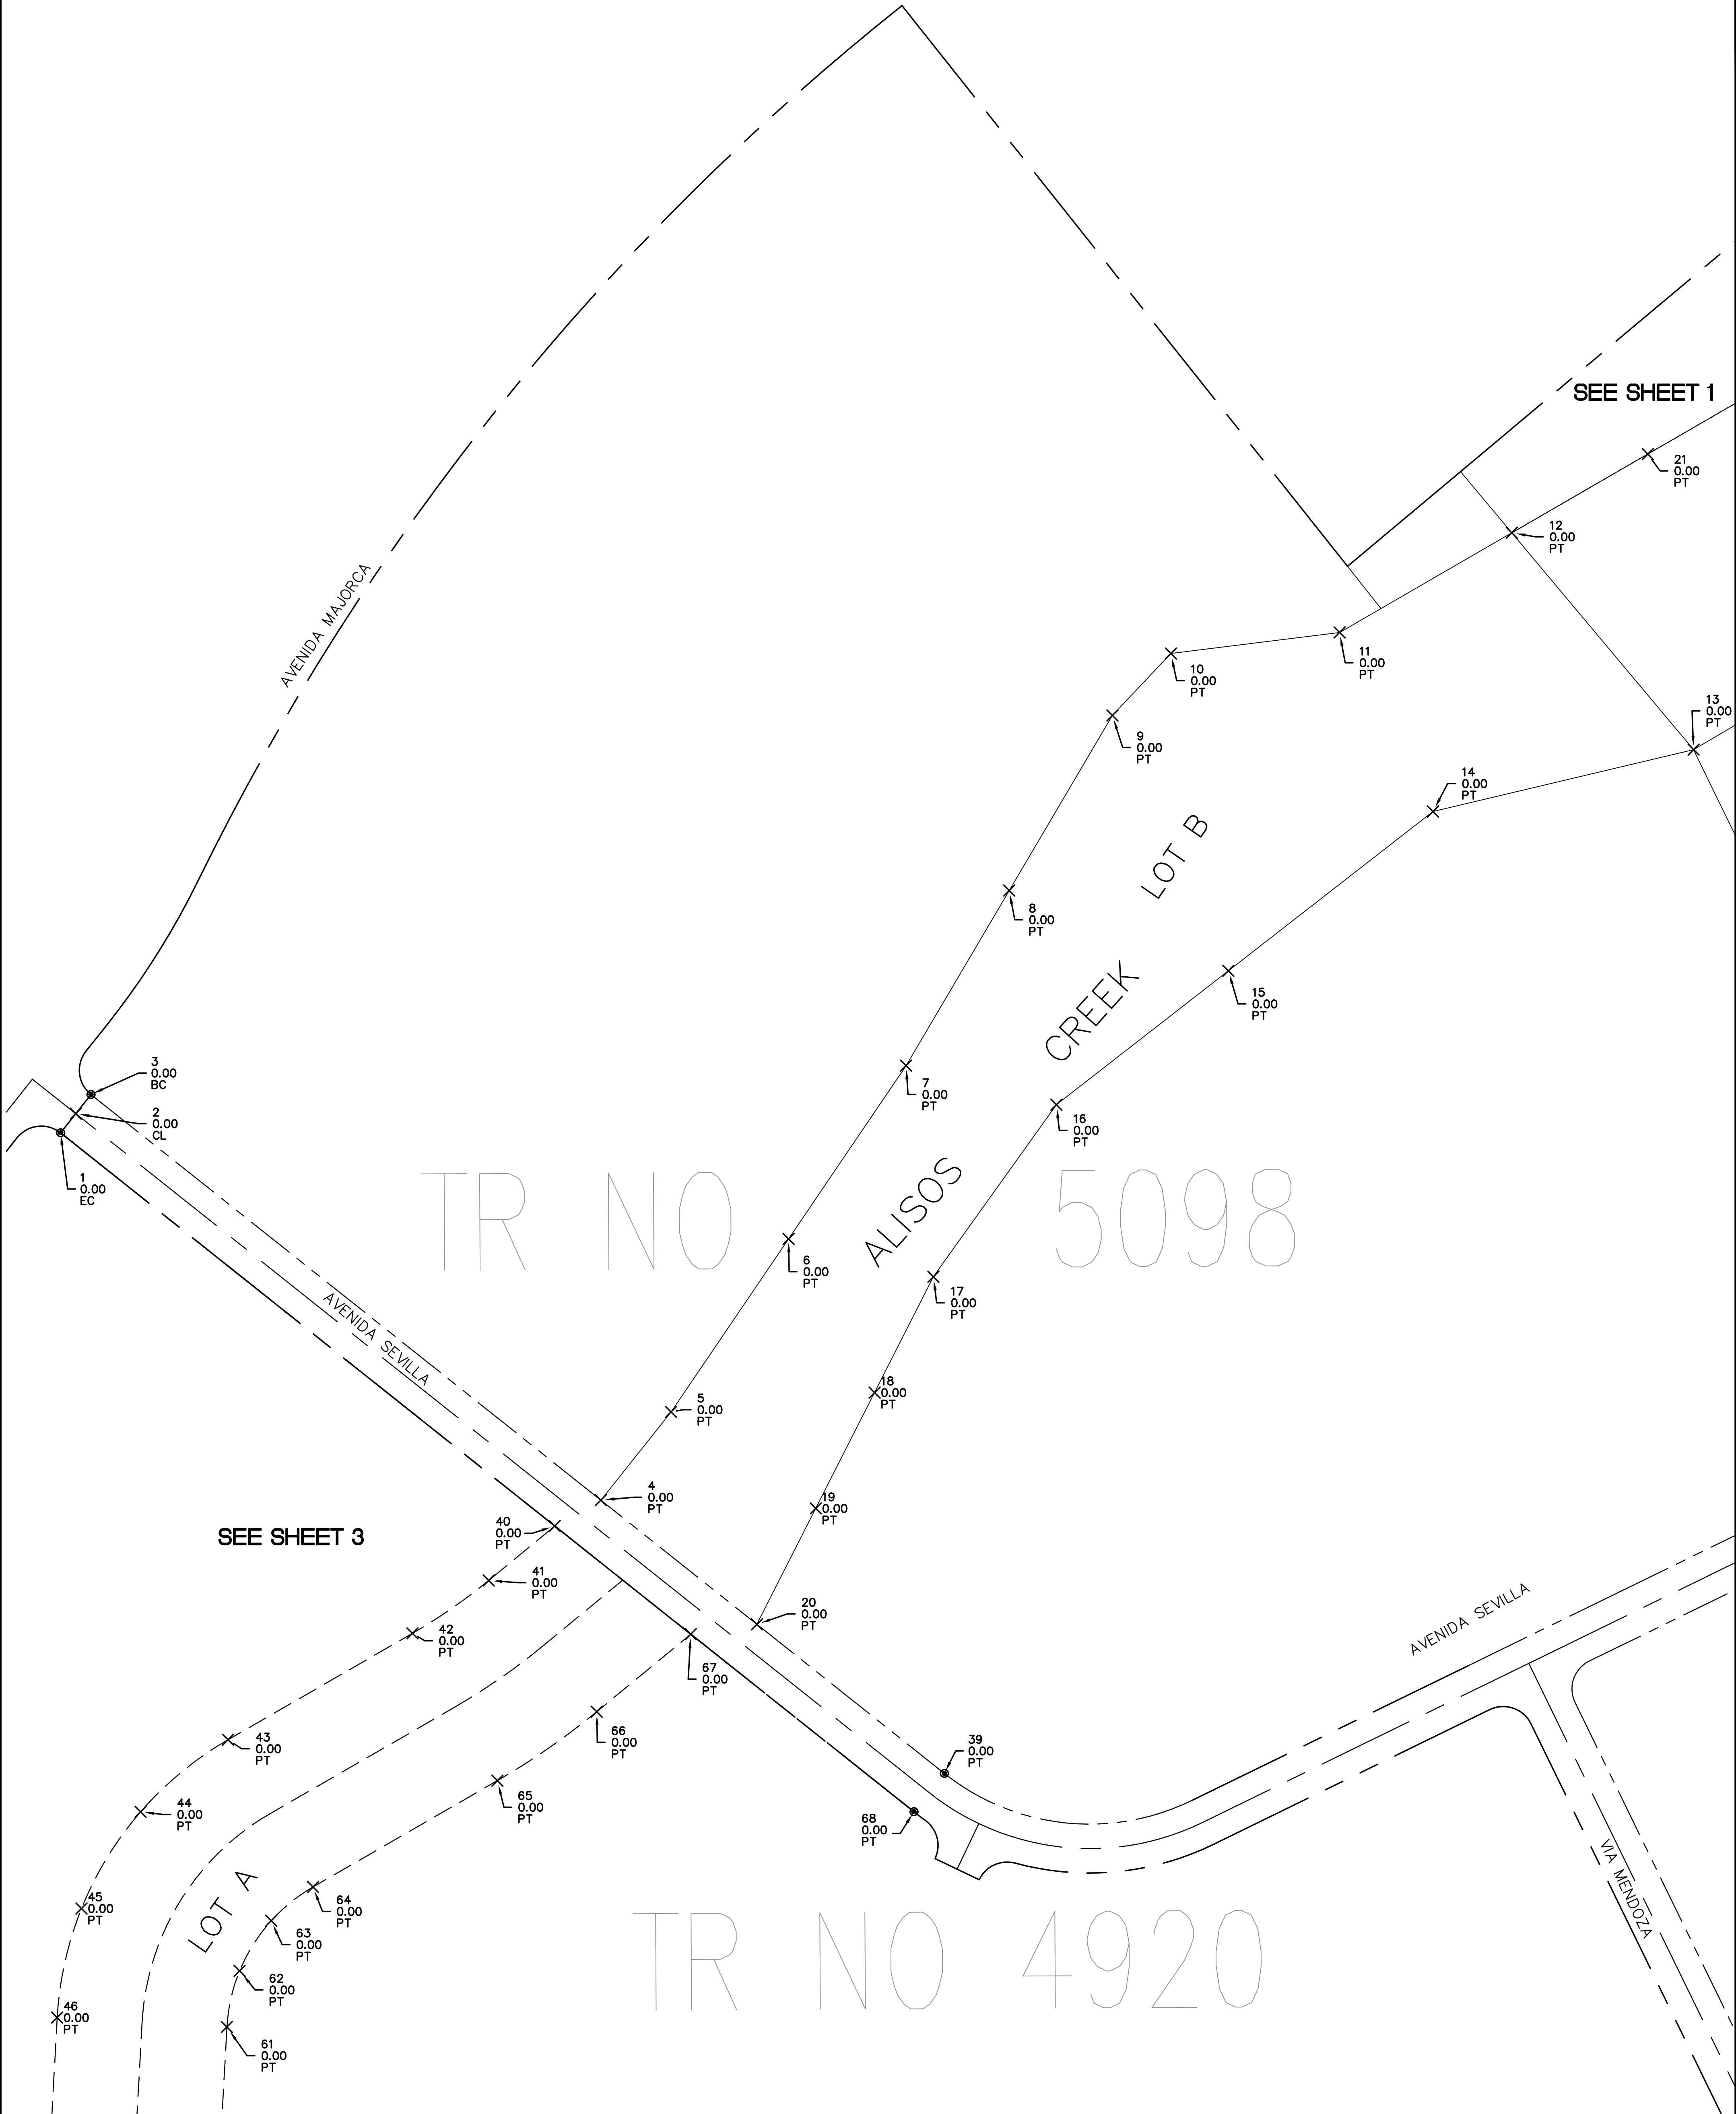 SEE SHEET 1
21
0.00
PT
12
0.00
PT
AVENIDA MAJORCA
11
0.00
PT
10
0.00
PT
13
0.00
PT
9
0.00
PT
14
0.00
PT
LOT B
8
0.00
PT
CREEK
15
0.00
PT
3
0.00
BC
7
0.00
PT
2
0.00
CL
16
0.00
PT
1
0.00
EC
ALISOS
TR NO 5098
6
0.00
PT
17
0.00
PT
AVENIDA SEVILLA
18
0.00
PT
5
0.00
PT
4
0.00
PT
19
0.00
PT
SEE SHEET 3
40
0.00
PT
41
0.00
PT
20
0.00
PT
AVENIDA SEVILLA
42
0.00
PT
67
0.00
PT
66
0.00
PT
43
0.00
PT
39
0.00
PT
65
0.00
PT
44
0.00
PT
68
0.00
PT
VIA MENDOZA
LOT A
45
0.00
PT
64
0.00
PT
63
0.00
PT
TR NO 4920
62
0.00
PT
46
0.00
PT
61
0.00
PT